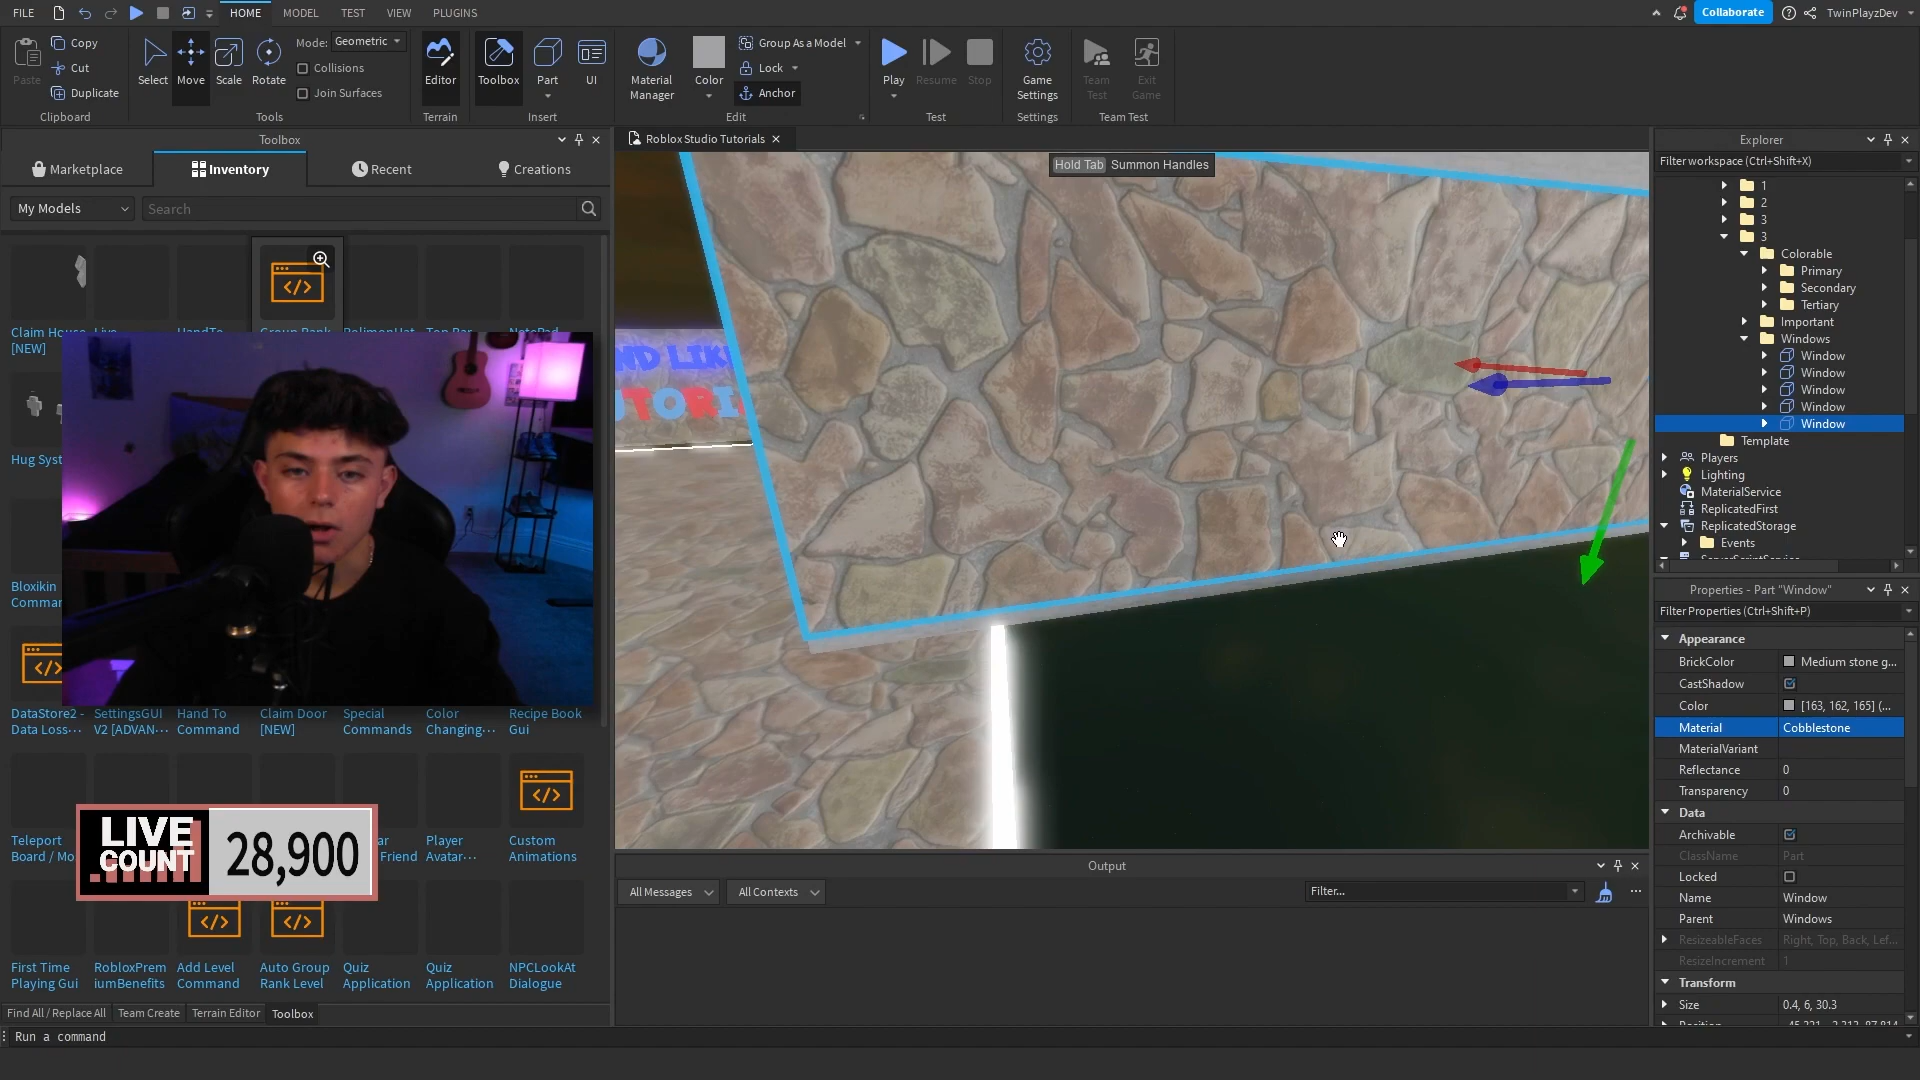 FILE
HOME
MODEL
TEST
VIEW
PLUGINS
Collaborate
TwinPlayzDev
Paste
Copy
Cut
Duplicate
Clipboard
Select
Move
Scale
Rotate
Mode: Geometric
Collisions
Join Surfaces
Tools
Editor
Terrain
Toolbox
Part
UI
Insert
Material
Manager
Color
Group As a Model
Lock
Anchor
Edit
Play
Resume
Stop
Test
Game
Settings
Settings
Team
Test
Exit
Game
Team Test
Toolbox
Marketplace
Inventory
Recent
Creations
My Models
Search
Claim House
[NEW]
Hug Sys
Bloxikin
Comma
DataStore2 -
Data Loss···
SettingsGUI
V2 [ADVAN···
Hand To
Command
Claim Door
[NEW]
Special
Commands
Color
Changing···
Recipe Book
Gui
Teleport
Board / Mo
ar
Friend
Player
Avatar···
Custom
Animations
LIVE
COUNT
28,900
First Time
Playing Gui
RobloxPrem
iumBenefits
Add Level
Command
Auto Group
Rank Level
Quiz
Application
Quiz
Application
NPCLookAt
Dialogue
Find All / Replace All
Team Create
Terrain Editor
Toolbox
Run a command
Roblox Studio Tutorials
Hold Tab Summon Handles
ND LIK
TUTORI
Output
All Messages
All Contexts
Filter...
Explorer
Filter workspace (Ctrl+Shift+X)
1
2
3
3
Colorable
Primary
Secondary
Tertiary
Important
Windows
Window
Window
Window
Window
Window
Template
Players
Lighting
MaterialService
ReplicatedFirst
ReplicatedStorage
Events
Properties - Part "Window"
Filter Properties (Ctrl+Shift+P)
Appearance
BrickColor Medium stone g...
CastShadow
Color [163, 162, 165] (...
Material Cobblestone
MaterialVariant
Reflectance 0
Transparency 0
Data
Archivable
ClassName Part
Locked
Name Window
Parent Windows
ResizeableFaces Right, Top, Back, Lef...
ResizeIncrement 1
Transform
Size 0.4, 6, 30.3